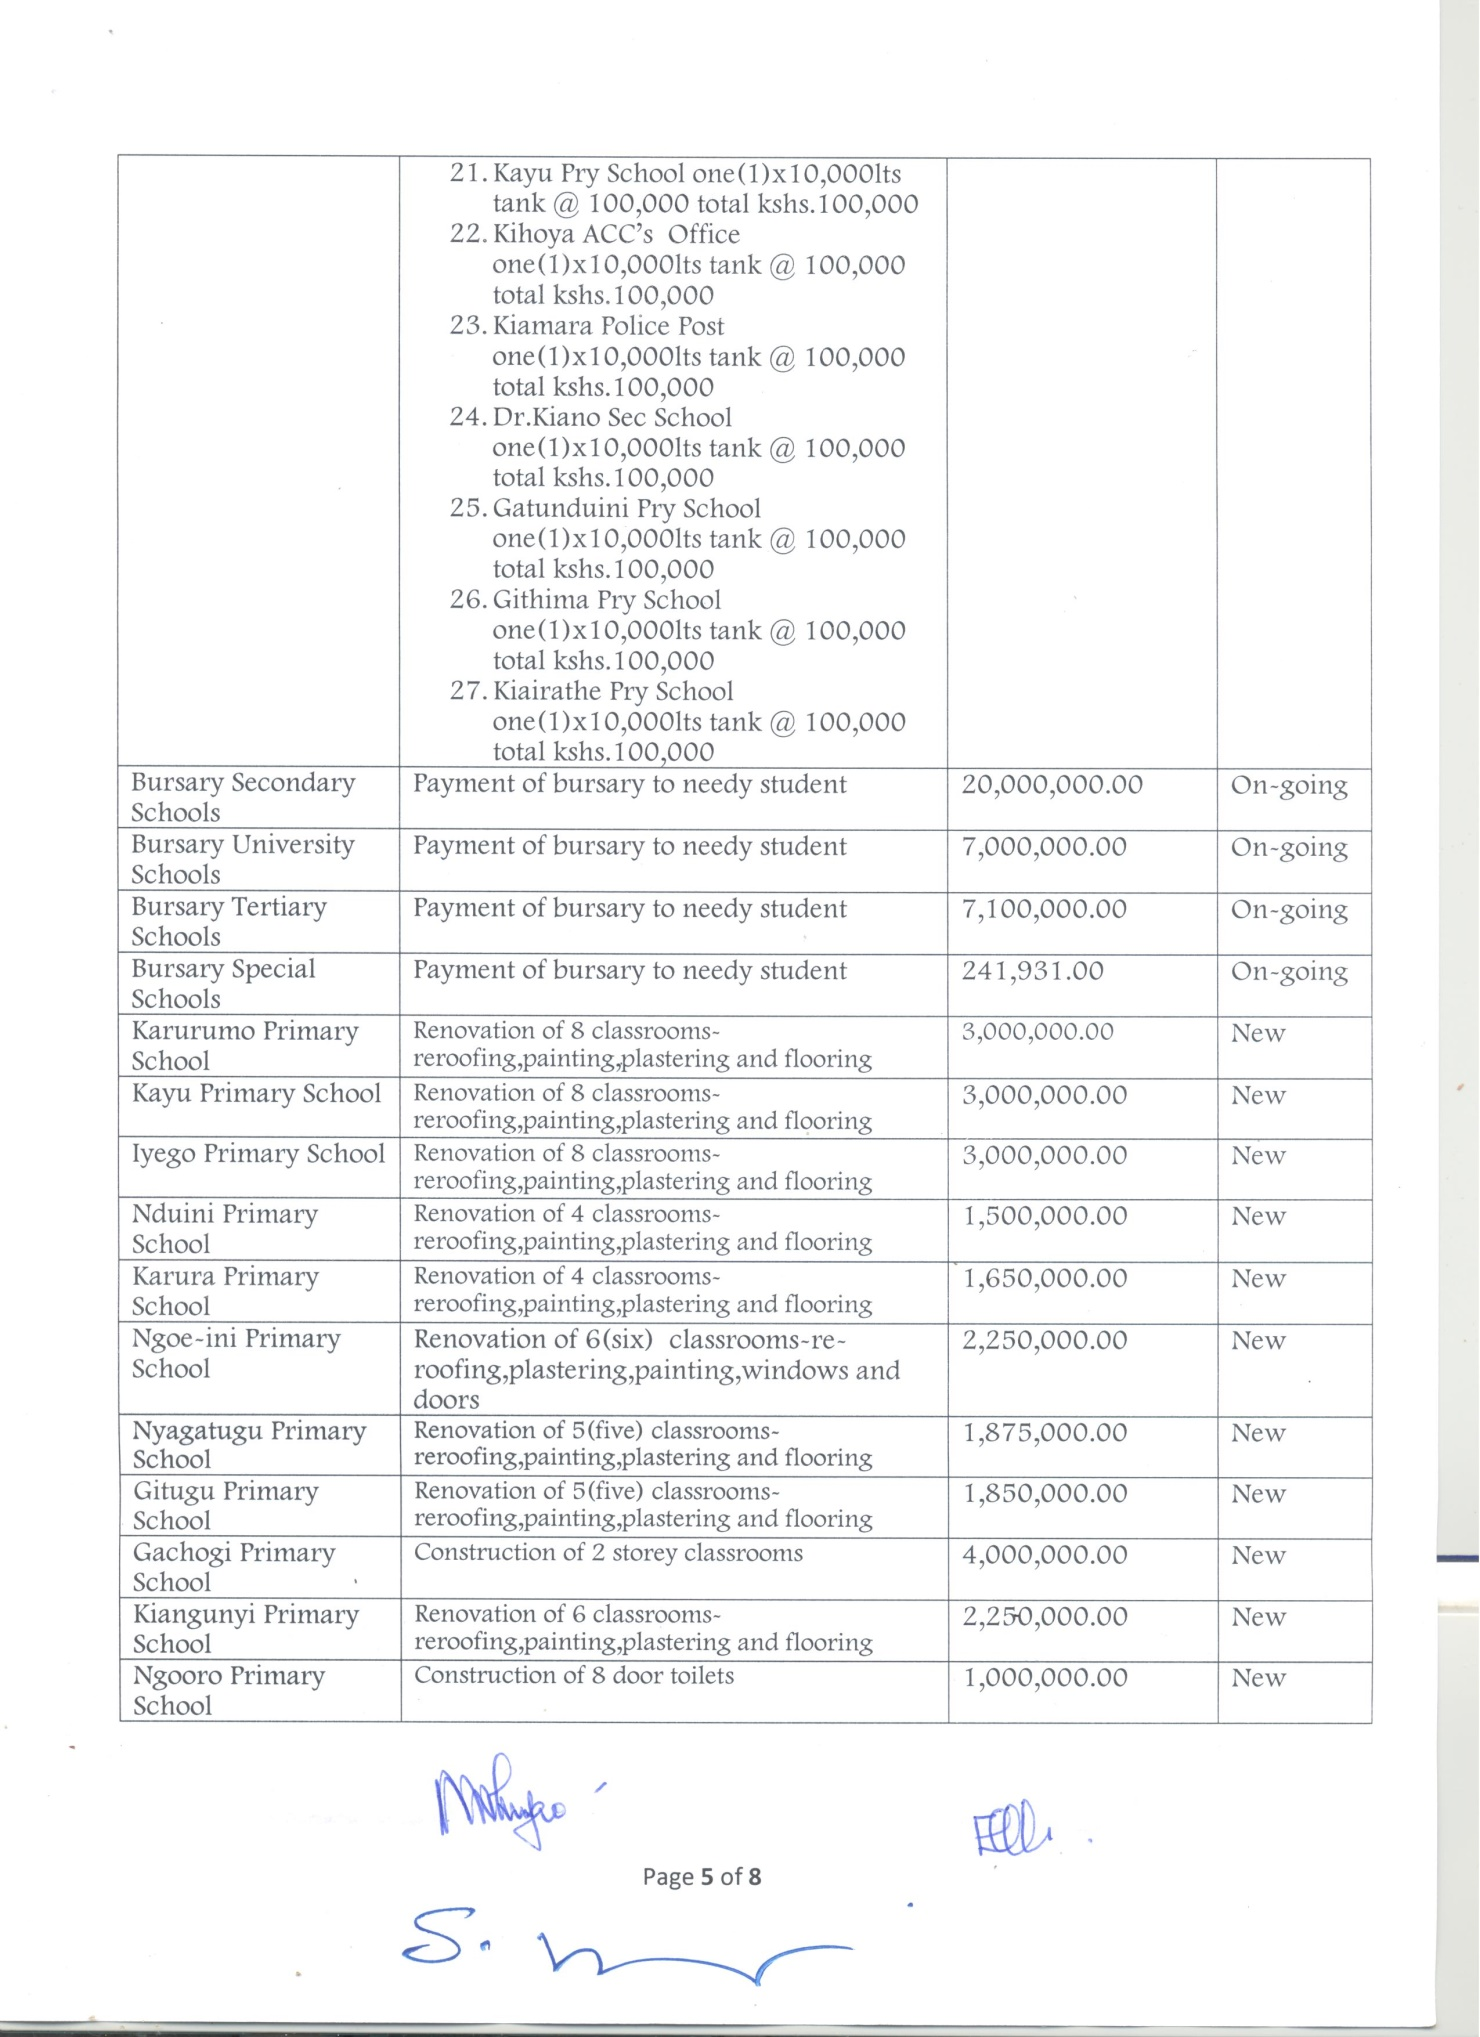 21. Kayu Pry School one(1)x10,000lts
tank @ 100,000 total kshs.100,000
22. Kihoya ACC's Office
one(1)x10,000lts tank @ 100,000
total kshs.100,000
23. Kiamara Police Post
one(1)x10,000lts tank @ 100,000
total kshs.100,000
24. Dr.Kiano Sec School
one(1)x10,000lts tank @ 100,000
total kshs.100,000
25. Gatunduini Pry School
one(1)x10,000lts tank @ 100,000
total kshs.100,000
26. Githima Pry School
one(1)x10,000lts tank @ 100,000
total kshs.100,000
27. Kiairathe Pry School
one(1)x10,000lts tank @ 100,000
total kshs.100,000
Bursary Secondary Payment of bursary to needy student 20,000,000.00 On-going
Schools
Bursary University Payment of bursary to needy student 7,000,000.00 On-going
Schools
Bursary Tertiary Payment of bursary to needy student 7,100,000.00 On-going
Schools
Bursary Special Payment of bursary to needy student 241,931.00 On-going
Schools
Karurumo Primary Renovation of 8 classrooms- 3,000,000.00 New
School reroofing,painting,plastering and flooring
Kayu Primary School Renovation of 8 classrooms- 3,000,000.00 New
reroofing,painting,plastering and flooring
Iyego Primary School Renovation of 8 classrooms- 3,000,000.00 New
reroofing,painting,plastering and flooring
Nduini Primary Renovation of 4 classrooms- 1,500,000.00 New
School reroofing,painting,plastering and flooring
Karura Primary Renovation of 4 classrooms- 1,650,000.00 New
School reroofing,painting,plastering and flooring
Ngoe-ini Primary Renovation of 6(six) classrooms-re- 2,250,000.00 New
School roofing,plastering,painting,windows and
doors
Nyagatugu Primary Renovation of 5(five) classrooms- 1,875,000.00 New
School reroofing,painting,plastering and flooring
Gitugu Primary Renovation of 5(five) classrooms- 1,850,000.00 New
School reroofing,painting,plastering and flooring
Gachogi Primary Construction of 2 storey classrooms 4,000,000.00 New
School
Kiangunyi Primary Renovation of 6 classrooms- 2,250,000.00 New
School reroofing,painting,plastering and flooring
Ngooro Primary Construction of 8 door toilets 1,000,000.00 New
School
Page 5 of 8